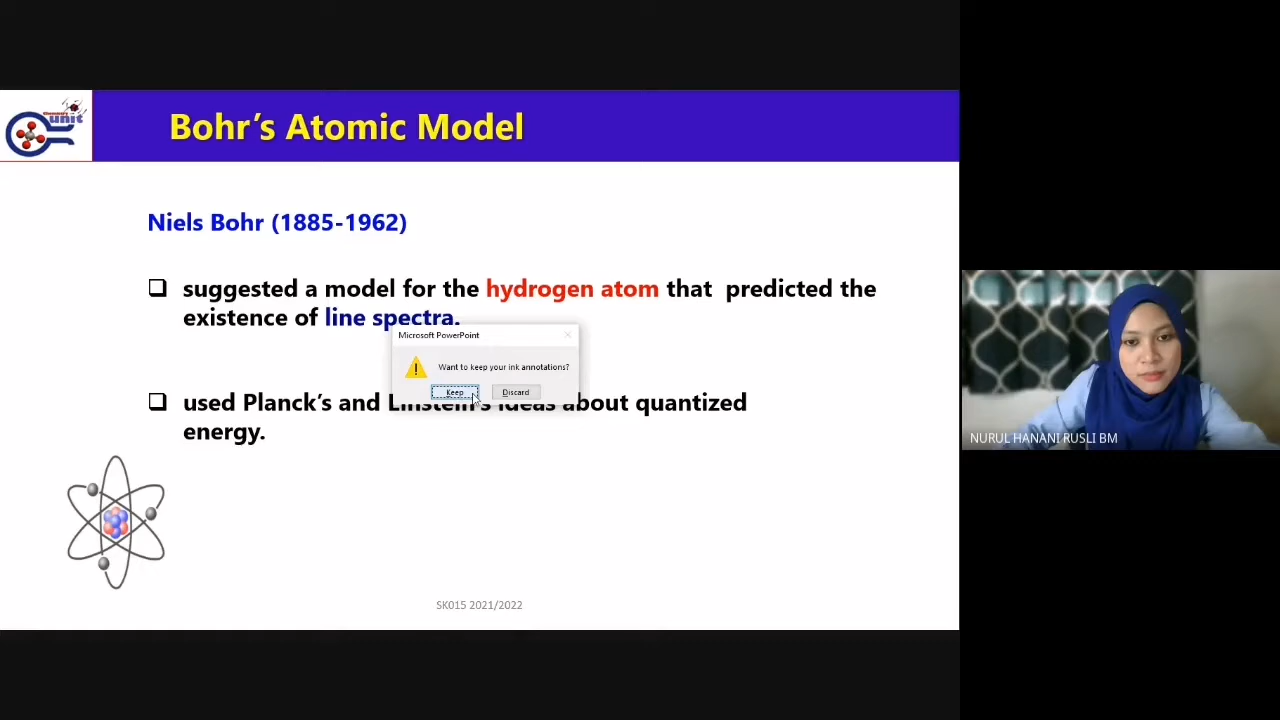 unit
Bohr's Atomic Model
Niels Bohr (1885-1962)
❑ suggested a model for the hydrogen atom that predicted the
existence of line spectra.
Microsoft PowerPoint
Want to keep your ink annotations?
Keep Discard
❑ used Planck's and Einstein's ideas about quantized
energy.
NURUL HANANI RUSLI BM
SK015 2021/2022